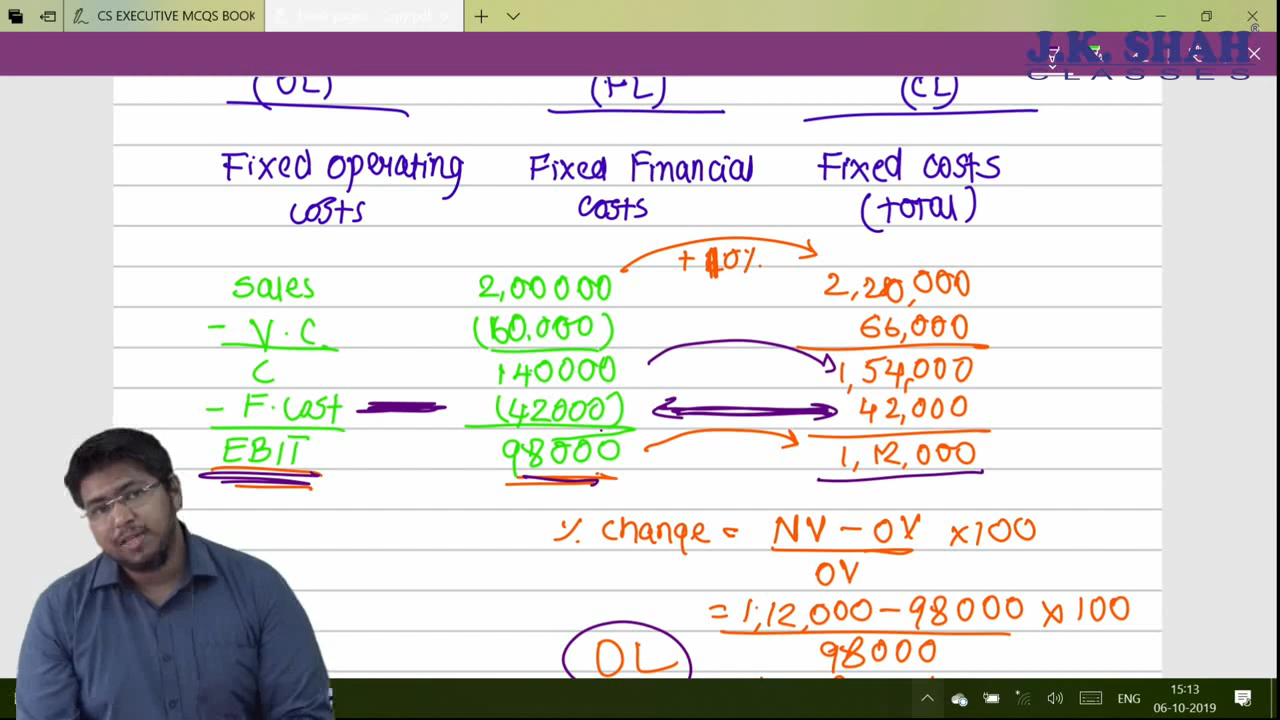 CS EXECUTIVE MCQS BOOK
J.K. SHAH ®
CLASSES
(OL) (FL) (CL)
Fixed operating costs Fixed Financial costs Fixed costs (TOTAL)
+ 10%
Sales 2,00000 2,20,000
- V.C. (60.000) 66,000
C 140000 1,54,000
- F.Cost (42000) 42,000
EBIT 98000 1,12,000
% change = NV - OV x100
OV
= 1,12,000 - 98000 x 100
98000
OL
ENG
15:13
06-10-2019